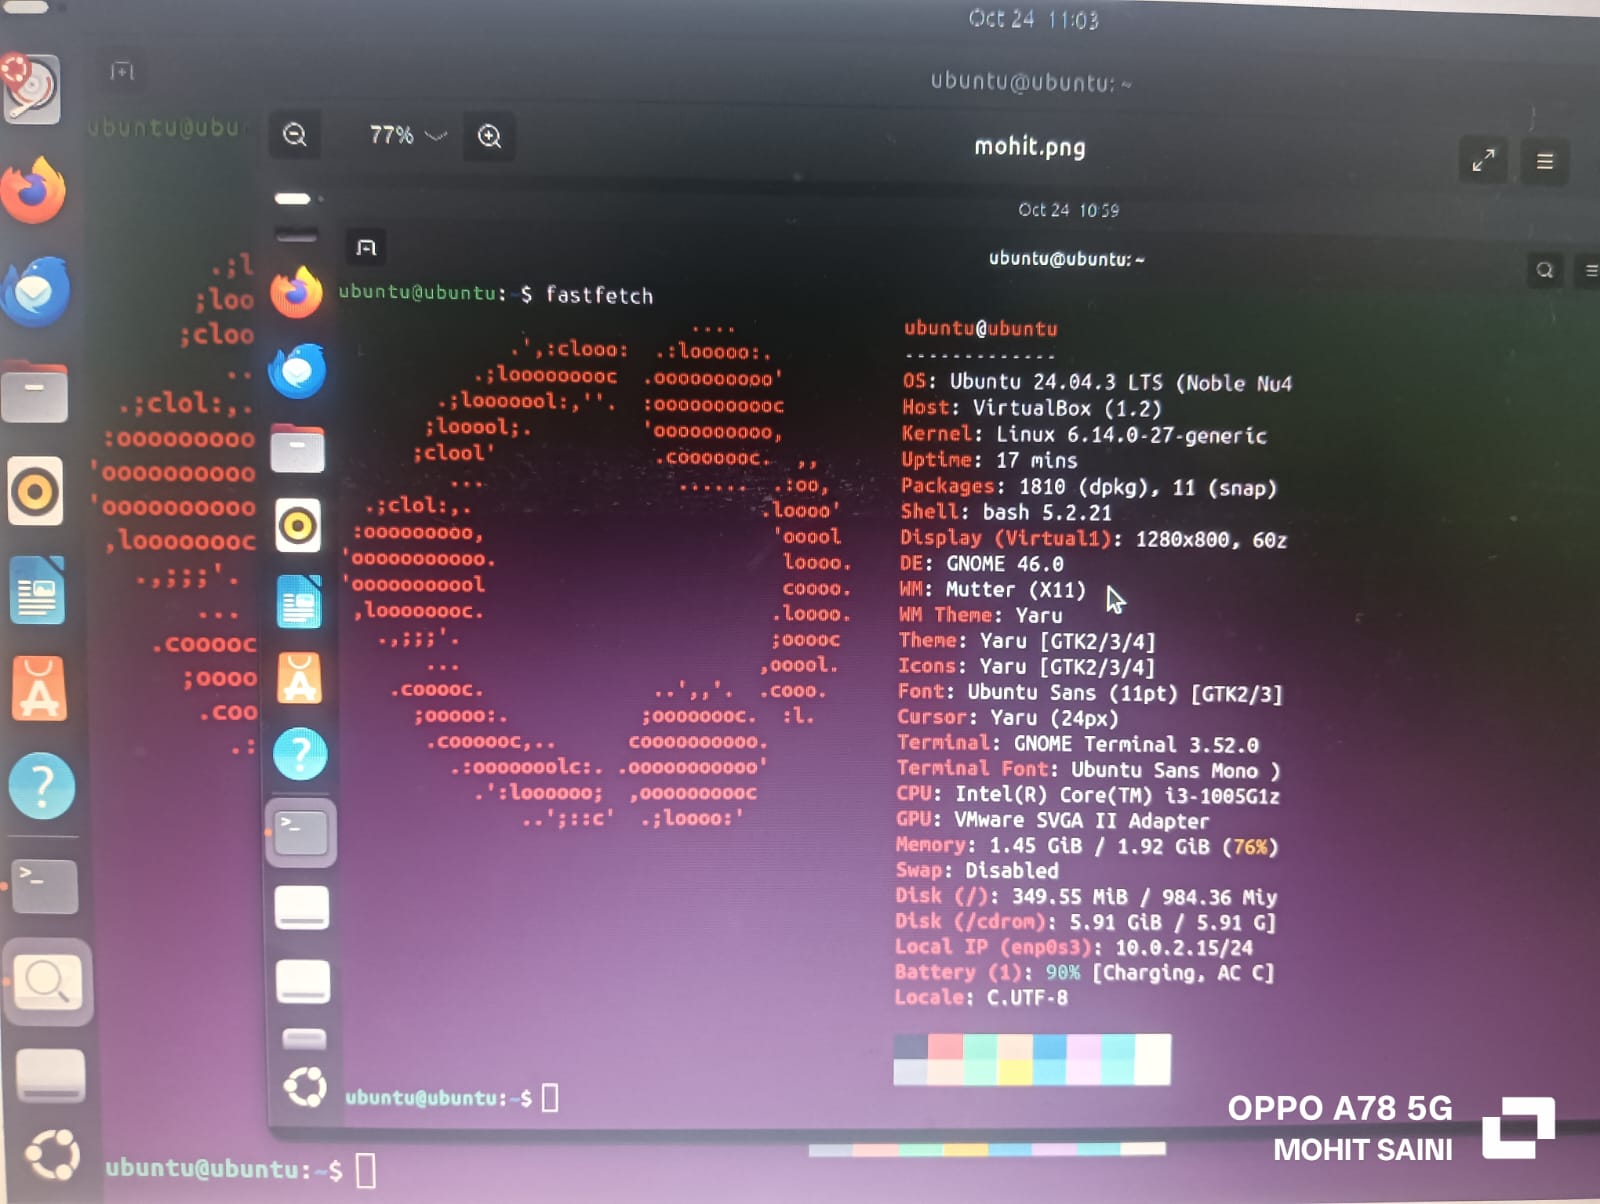 Oct 24 11:03
ubuntu@ubuntu: ~
ubuntu@ubu
77%
mohit.png
Oct 24 10:59
ubuntu@ubuntu: ~
ubuntu@ubuntu:~$ fastfetch
ubuntu@ubuntu
-------------
OS: Ubuntu 24.04.3 LTS (Noble Nu4
Host: VirtualBox (1.2)
Kernel: Linux 6.14.0-27-generic
Uptime: 17 mins
Packages: 1810 (dpkg), 11 (snap)
Shell: bash 5.2.21
Display (Virtual1): 1280x800, 60z
DE: GNOME 46.0
WM: Mutter (X11)
WM Theme: Yaru
Theme: Yaru [GTK2/3/4]
Icons: Yaru [GTK2/3/4]
Font: Ubuntu Sans (11pt) [GTK2/3]
Cursor: Yaru (24px)
Terminal: GNOME Terminal 3.52.0
Terminal Font: Ubuntu Sans Mono )
CPU: Intel(R) Core(TM) i3-1005G1z
GPU: VMware SVGA II Adapter
Memory: 1.45 GiB / 1.92 GiB (76%)
Swap: Disabled
Disk (/): 349.55 MiB / 984.36 Miy
Disk (/cdrom): 5.91 GiB / 5.91 G]
Local IP (enp0s3): 10.0.2.15/24
Battery (1): 90% [Charging, AC C]
Locale: C.UTF-8
ubuntu@ubuntu:~$
ubuntu@ubuntu:~$
OPPO A78 5G
MOHIT SAINI